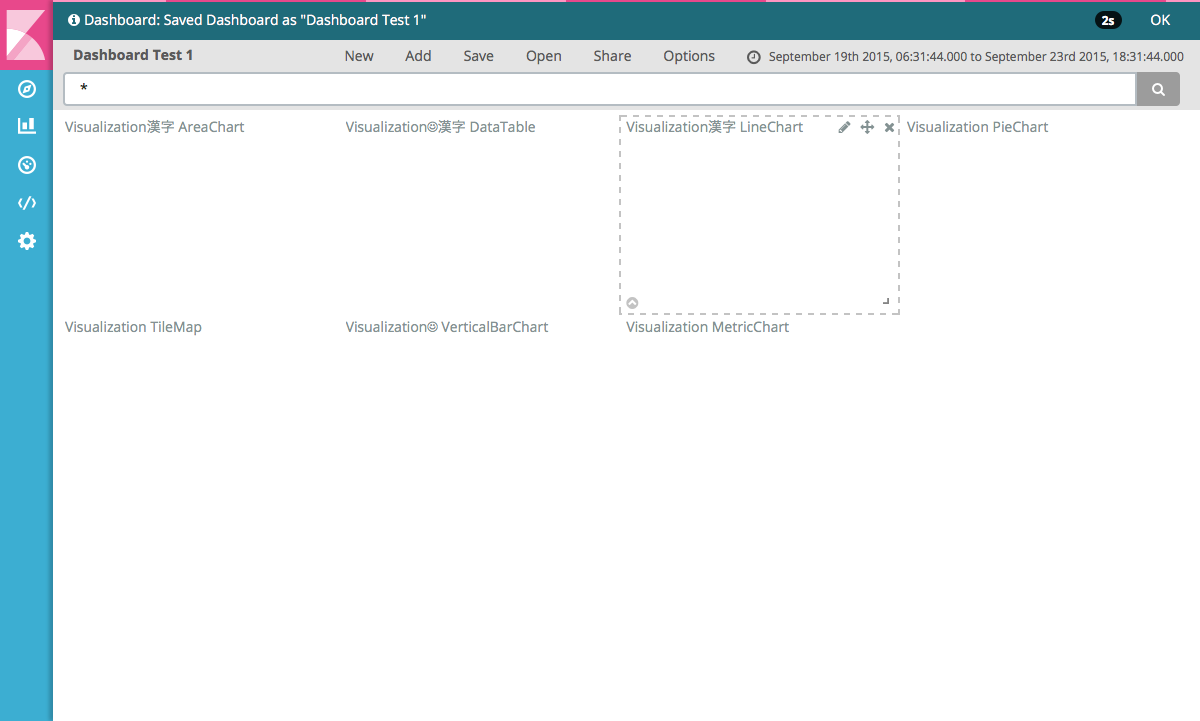 Dashboard: Saved Dashboard as "Dashboard Test 1" 2s OK
Dashboard Test 1 New Add Save Open Share Options September 19th 2015, 06:31:44.000 to September 23rd 2015, 18:31:44.000
*
Visualization漢字 AreaChart Visualization☺漢字 DataTable Visualization漢字 LineChart Visualization PieChart
Visualization TileMap Visualization☺ VerticalBarChart Visualization MetricChart